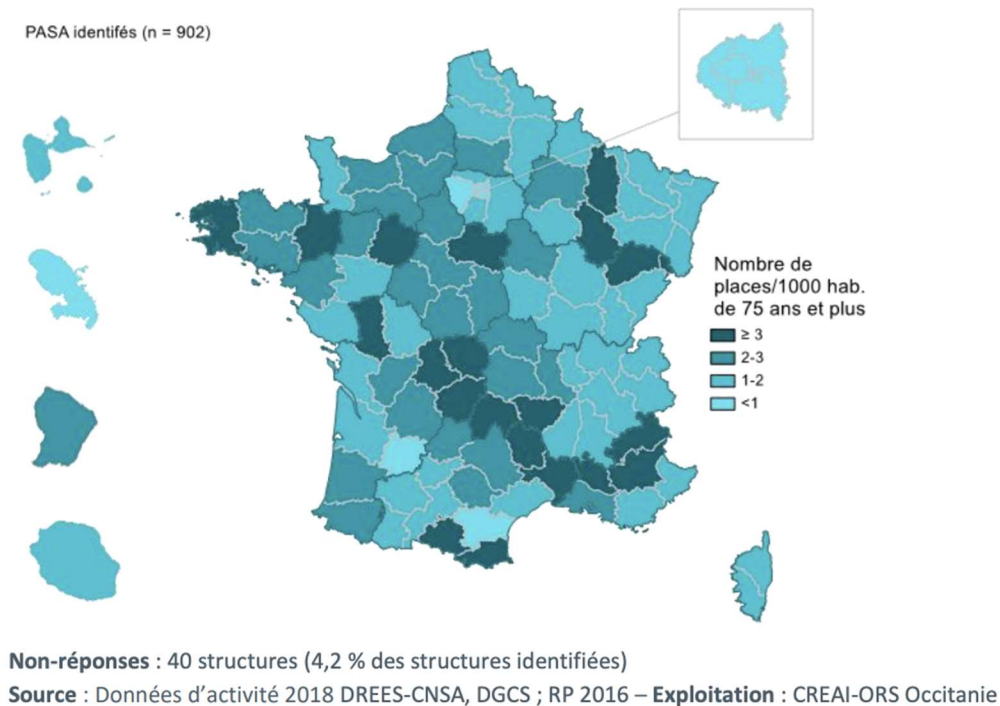 PASA identifés (n = 902)
Nombre de
places/1000 hab.
de 75 ans et plus
≥ 3
2-3
1-2
<1
Non-réponses : 40 structures (4,2 % des structures identifiées)
Source : Données d’activité 2018 DREES-CNSA, DGCS ; RP 2016 – Exploitation : CREAI-ORS Occitanie